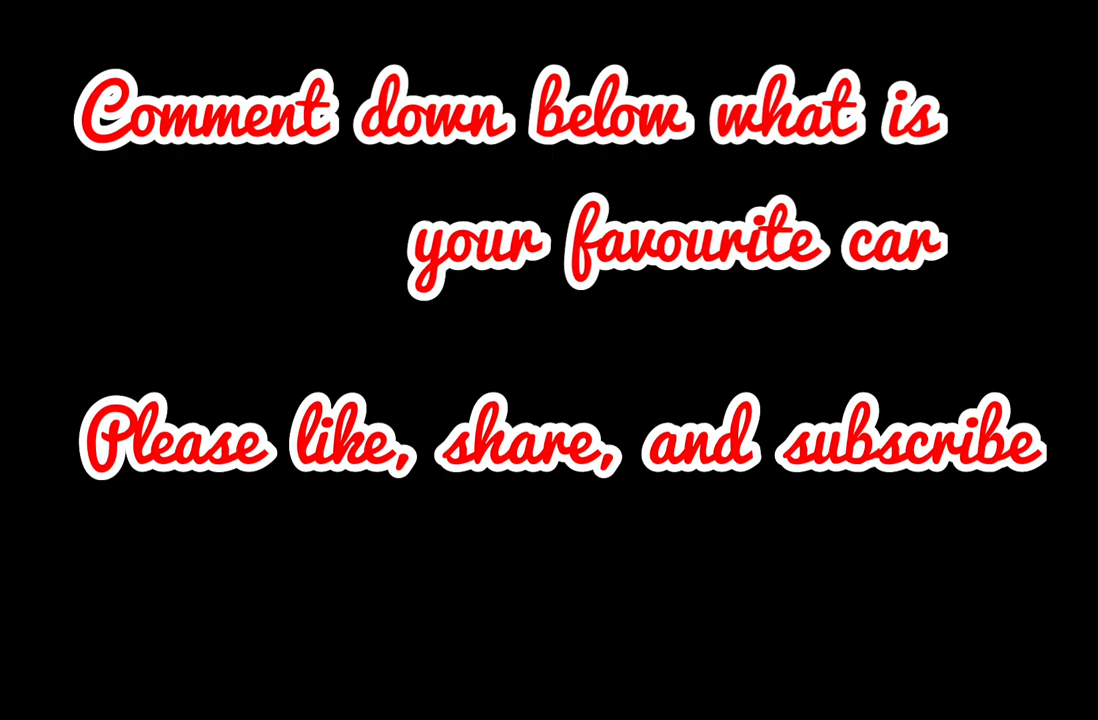 Comment down below what is
your favourite car
Please like, share, and subscribe